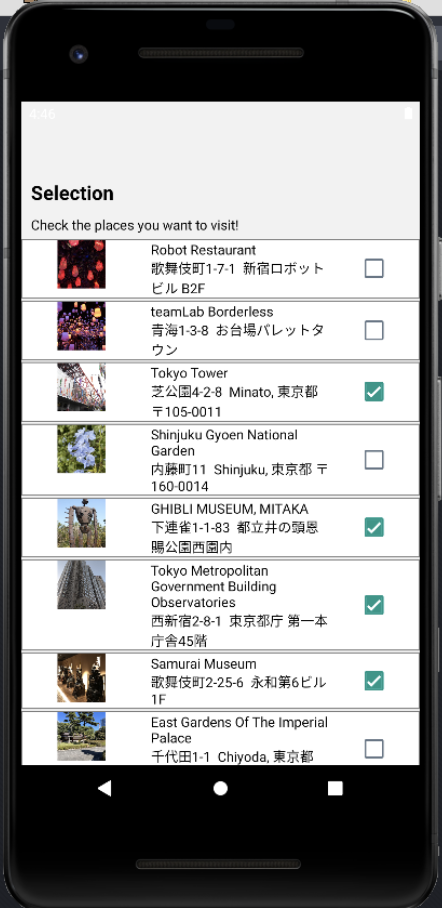 4:46
Selection
Check the places you want to visit!
Robot Restaurant
歌舞伎町1-7-1 新宿ロボット
ビル B2F
teamLab Borderless
青海1-3-8 お台場パレットタ
ウン
Tokyo Tower
芝公園4-2-8 Minato, 東京都
〒105-0011
Shinjuku Gyoen National
Garden
内藤町11 Shinjuku, 東京都 〒
160-0014
GHIBLI MUSEUM, MITAKA
下連雀1-1-83 都立井の頭恩
賜公園西園内
Tokyo Metropolitan
Government Building
Observatories
西新宿2-8-1 東京都庁 第一本
庁舎45階
Samurai Museum
歌舞伎町2-25-6 永和第6ビル
1F
East Gardens Of The Imperial
Palace
千代田1-1 Chiyoda, 東京都